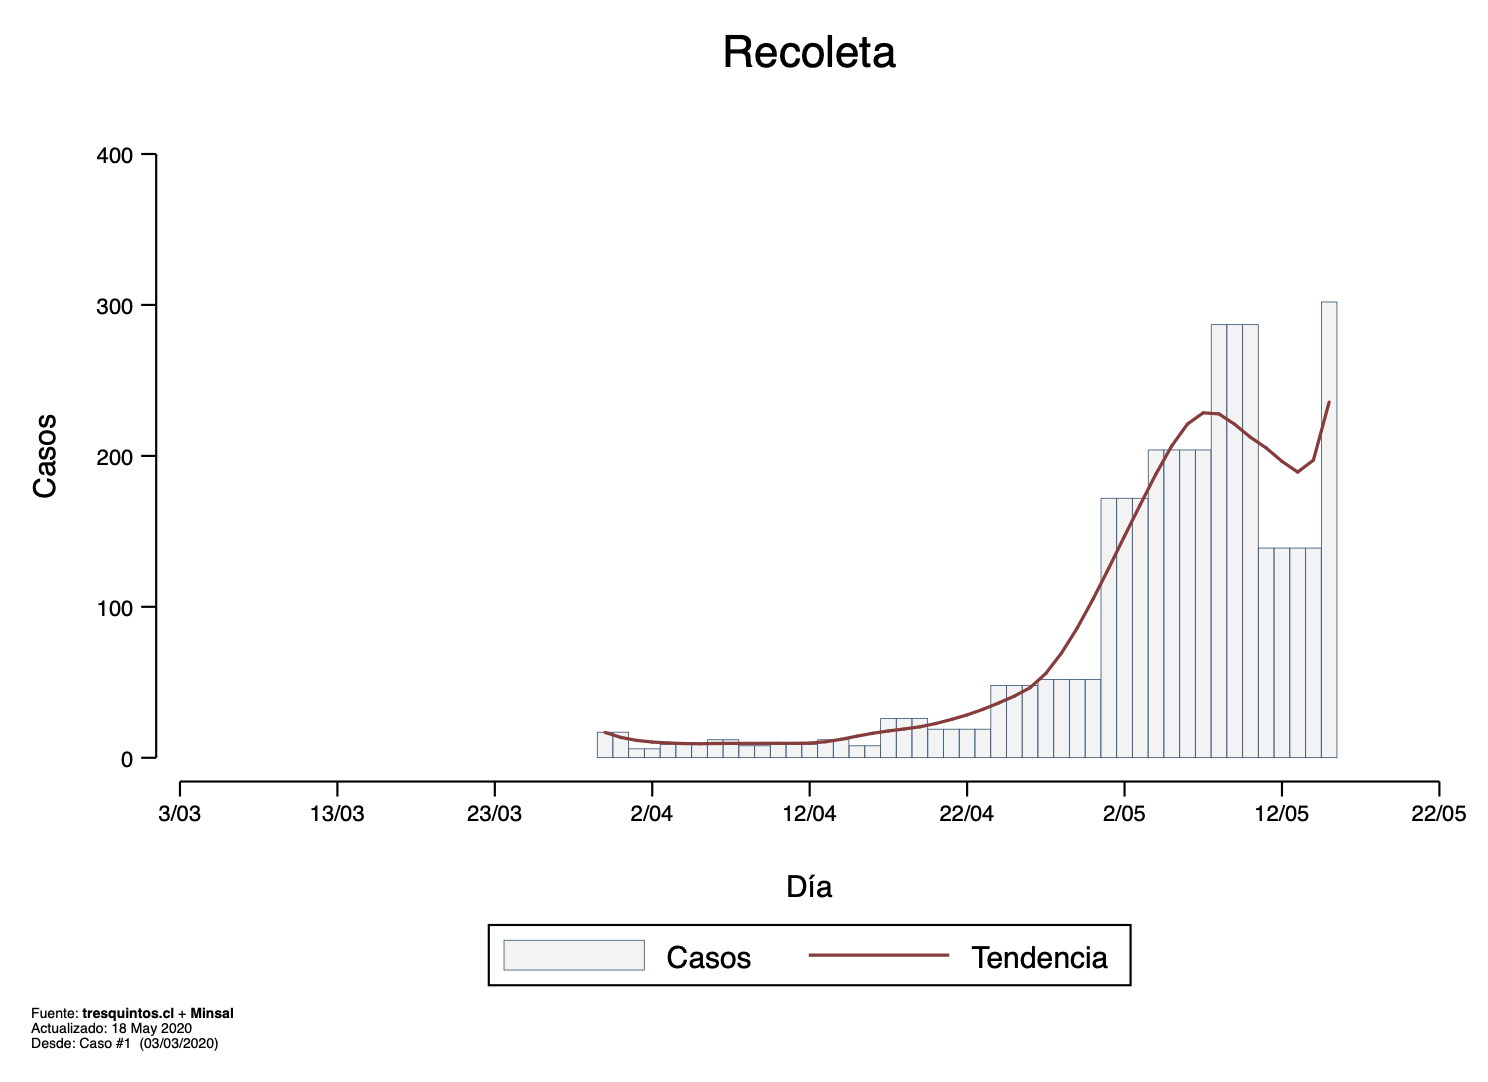 Recoleta
400
300
200
100
0
Casos
3/03 13/03 23/03 2/04 12/04 22/04 2/05 12/05 22/05
Día
Casos Tendencia
Fuente: tresquintos.cl + Minsal
Actualizado: 18 May 2020
Desde: Caso #1 (03/03/2020)